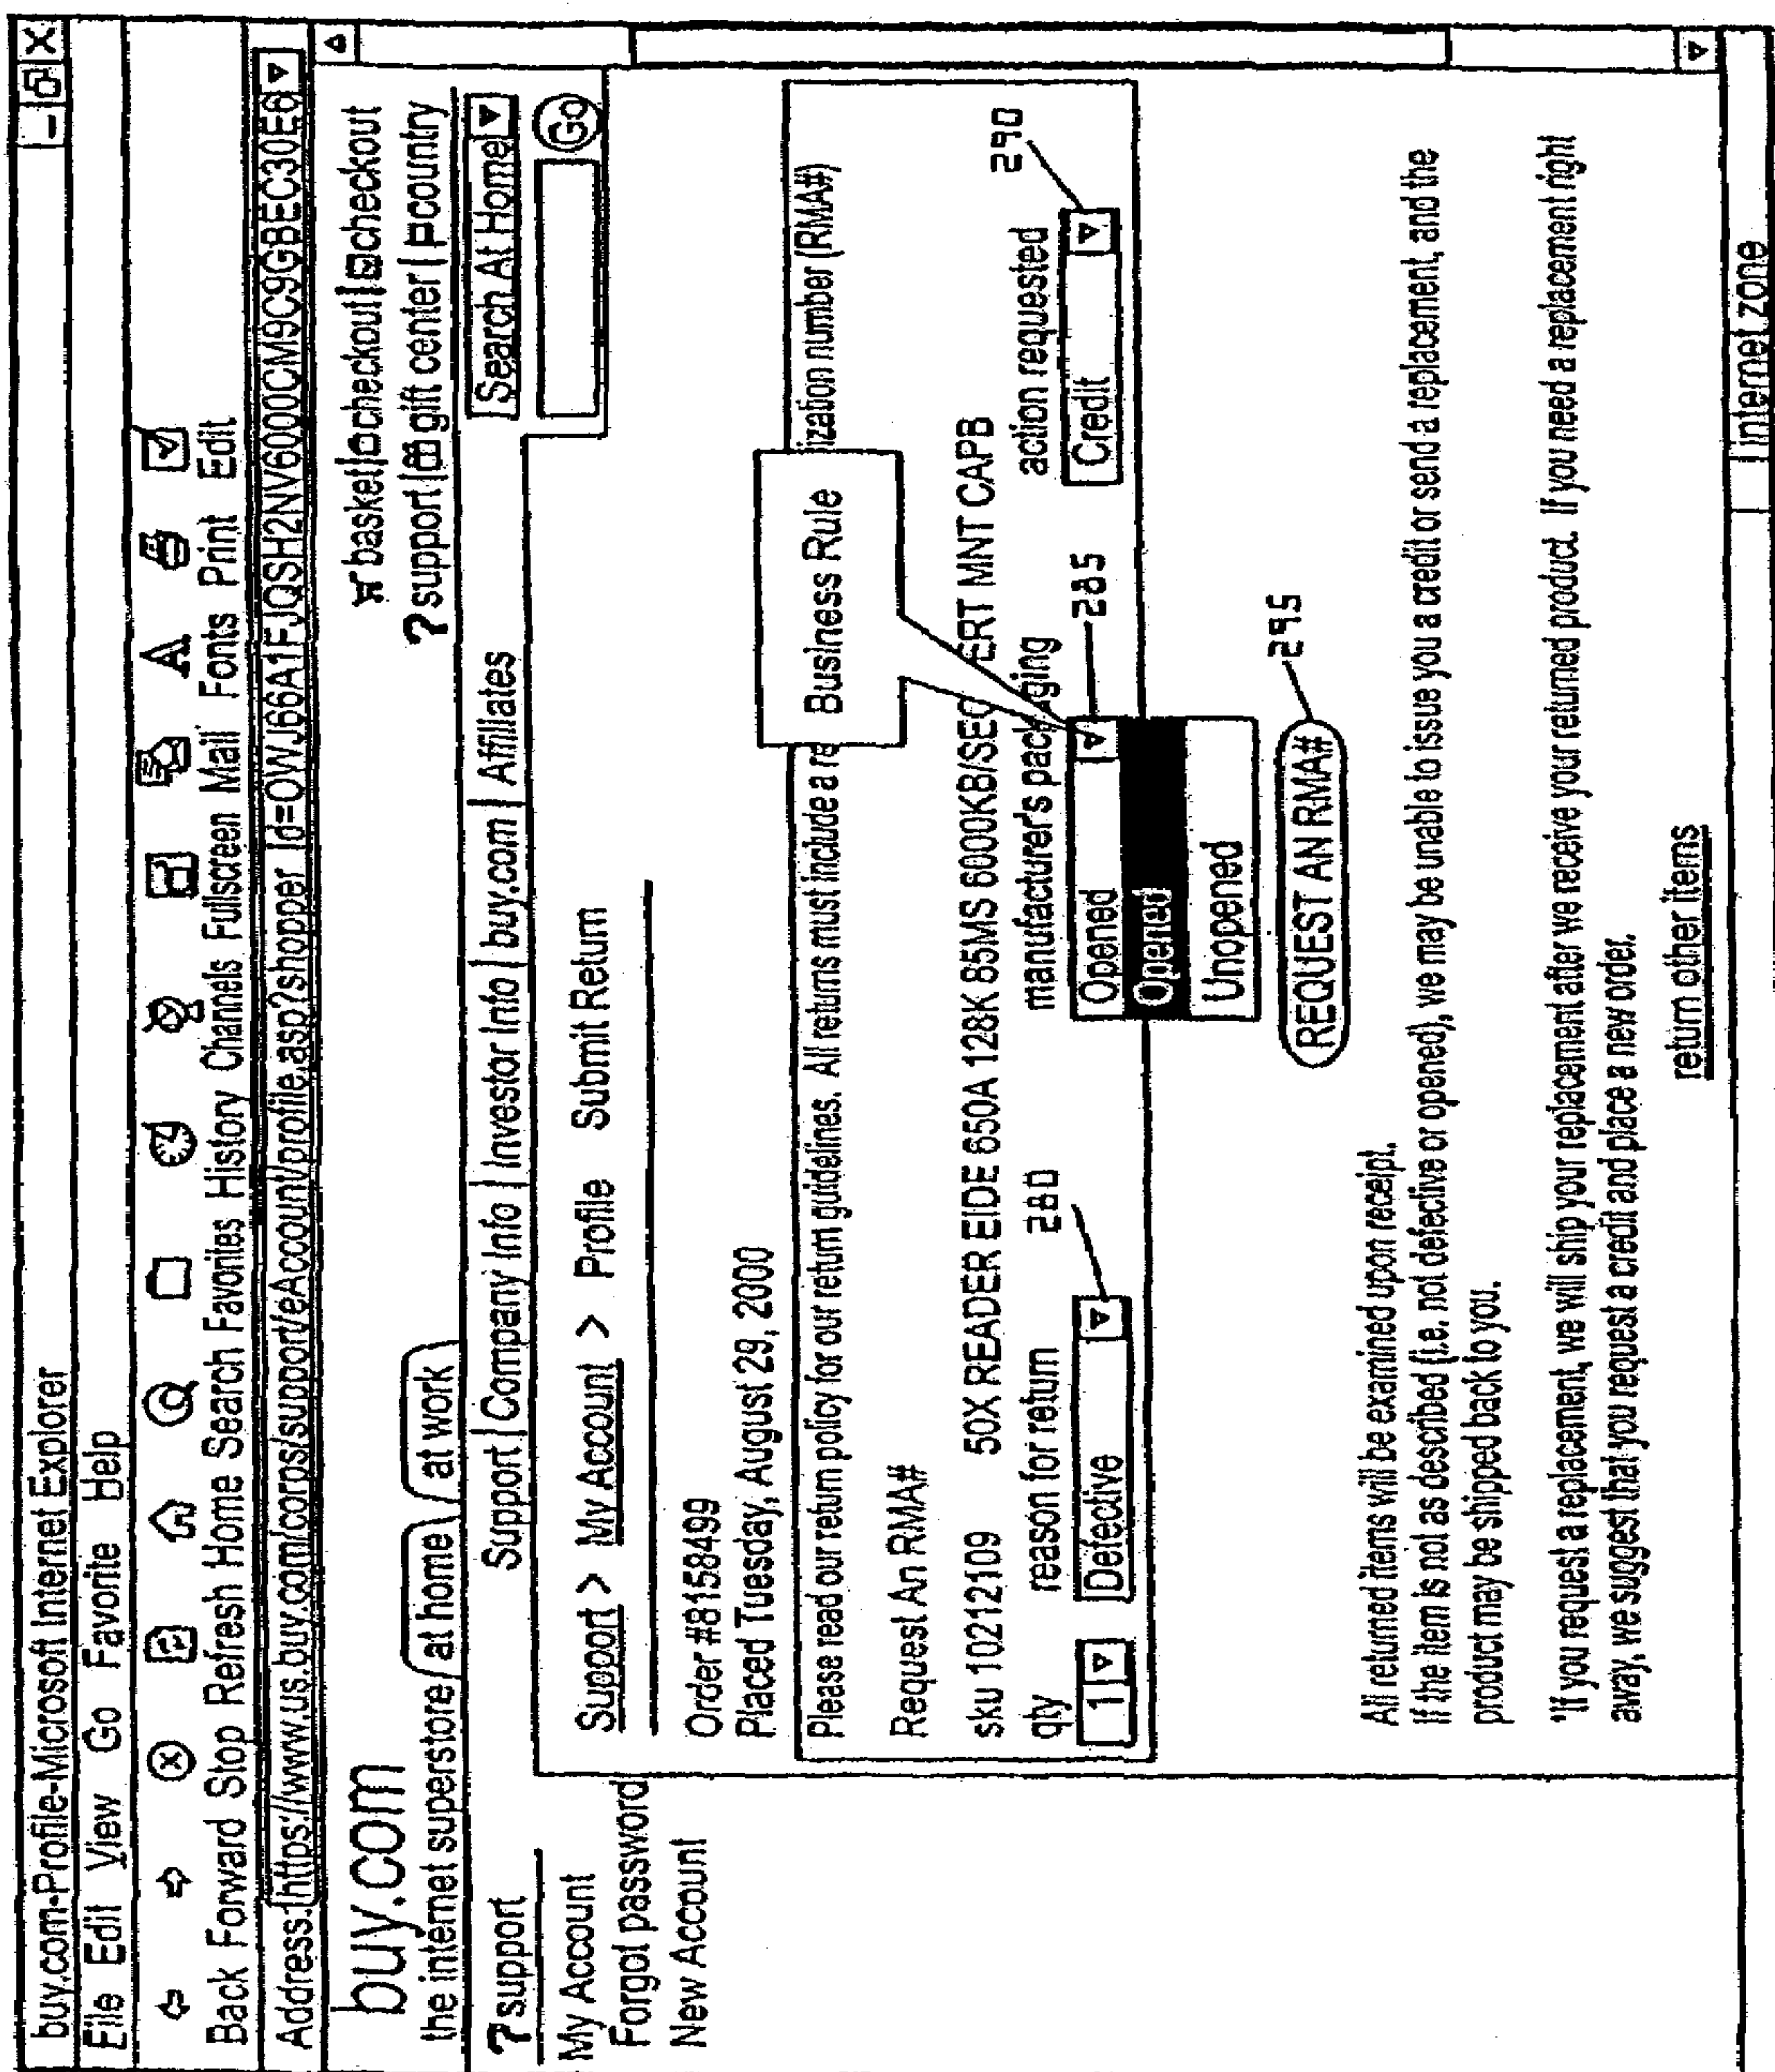 buy.com-Profile-Microsoft Internet Explorer
File Edit View Go Favorite Help
Back Forward Stop Refresh Home Search Favorites History Channels Fullscreen Mail Fonts Print Edit
Address: https://www.us.buy.com/corps/support/eAccount/profile.asp?shopper_Id=OWJ66A1FJQSH2NV6000CM9C9GBEC30E6
buy.com
the internet superstore / at home / at work
basket | checkout | checkout
? support | gift center | country
Support | Company Info | Investor Info | buy.com | Affiliates
Search At Home
Go
? support
My Account
Forgot password
New Account
Support > My Account > Profile Submit Return
Order #8158499
Placed Tuesday, August 29, 2000
Please read our return policy for our return guidelines. All returns must include a re ization number (RMA#)
Business Rule
Request An RMA#
sku 10212109 50X READER EIDE 650A 128K 85MS 6000KB/SEC ERT MNT CAPB
qty reason for return 280 manufacturer's packaging 285 action requested 290
1 Defective Opened Credit
Opened
Unopened
REQUEST AN RMA# 295
All returned items will be examined upon receipt.
If the item is not as described (i.e. not defective or opened), we may be unable to issue you a credit or send a replacement, and the
product may be shipped back to you.
*If you request a replacement, we will ship your replacement after we receive your returned product. If you need a replacement right
away, we suggest that you request a credit and place a new order.
return other items
Internet zone